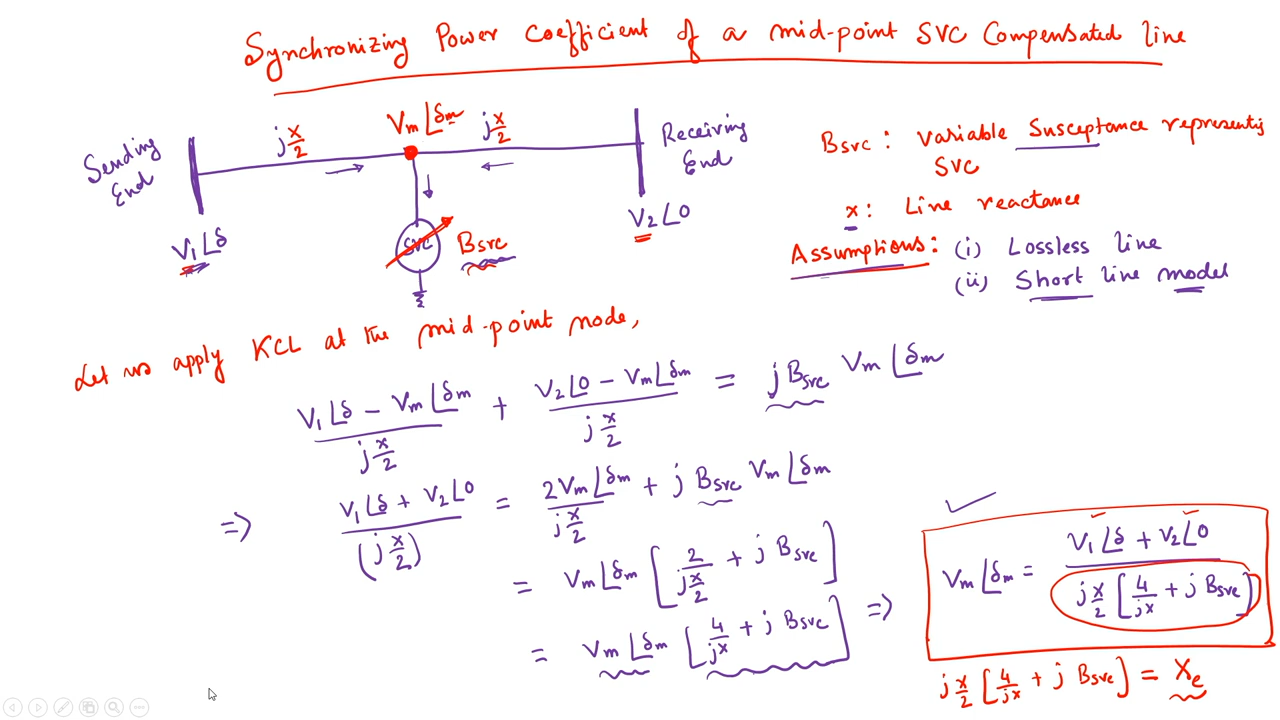 Synchronizing Power Coefficient of a mid-point SVC Compensated line
Sending End
j x/2
Vm∠δm
j x/2
Receiving End
V1∠δ
SVC
Bsvc
V2∠0
Bsvc : Variable Susceptance representing
SVC
x : Line reactance
Assumptions : (i) Lossless line
(ii) Short line model
Let us apply KCL at the mid-point node,
(V1∠δ − Vm∠δm)/(j x/2) + (V2∠0 − Vm∠δm)/(j x/2) = j Bsvc Vm∠δm
⇒ (V1∠δ + V2∠0)/(j x/2) = 2Vm∠δm/(j x/2) + j Bsvc Vm∠δm
= Vm∠δm [2/(j x/2) + j Bsvc]
= Vm∠δm [4/jx + j Bsvc] ⇒
Vm∠δm = (V1∠δ + V2∠0)/(j x/2 [4/jx + j Bsvc])
j x/2 [4/jx + j Bsvc] = Xe